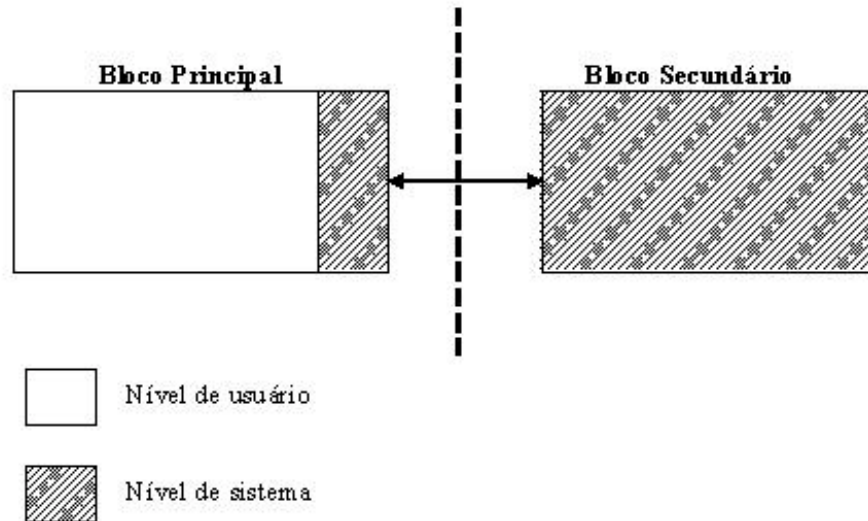 Bloco Principal
Bloco Secundário
Nível de usuário
Nível de sistema